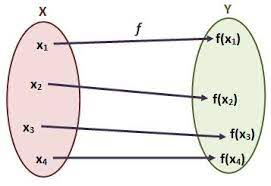 X
Y
f
x₁
f(x₁)
x₂
f(x₂)
x₃
f(x₃)
x₄
f(x₄)